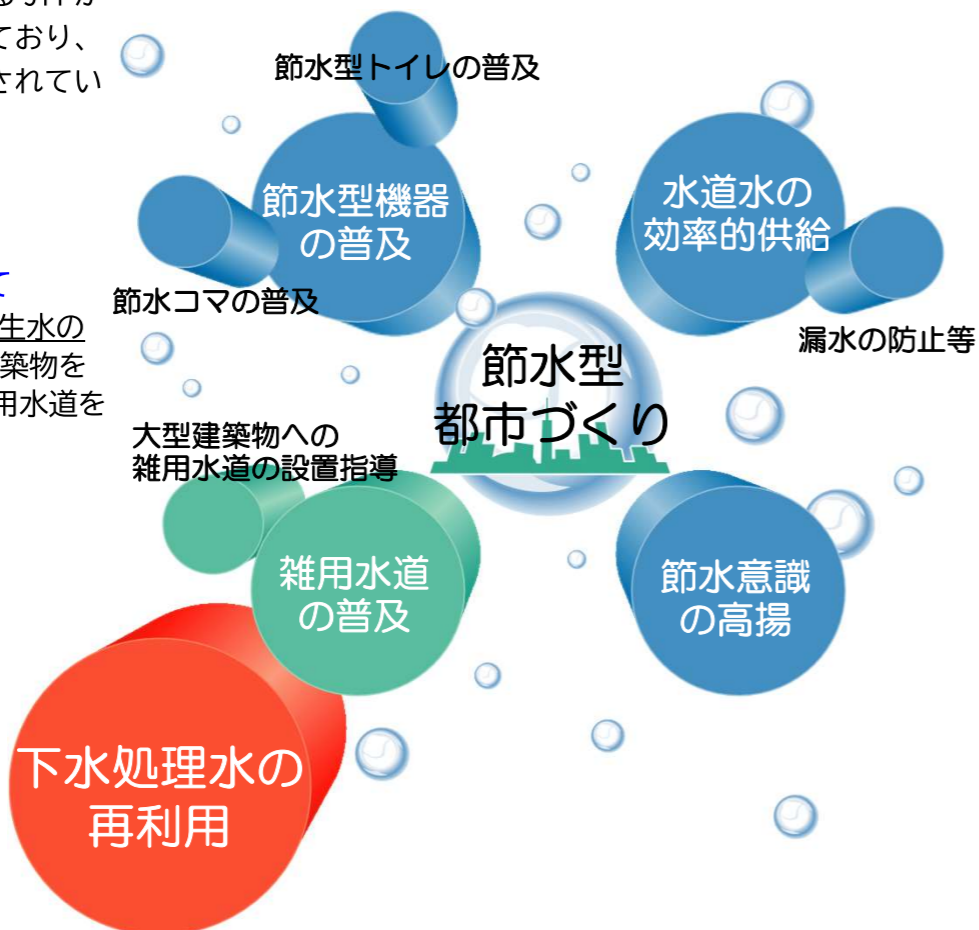 ており、
されてい
て
生水の
築物を
用水道を
節水型トイレの普及
節水型機器
の普及
水道水の
効率的供給
節水コマの普及
漏水の防止等
節水型
都市づくり
大型建築物への
雑用水道の設置指導
雑用水道
の普及
節水意識
の高揚
下水処理水の
再利用